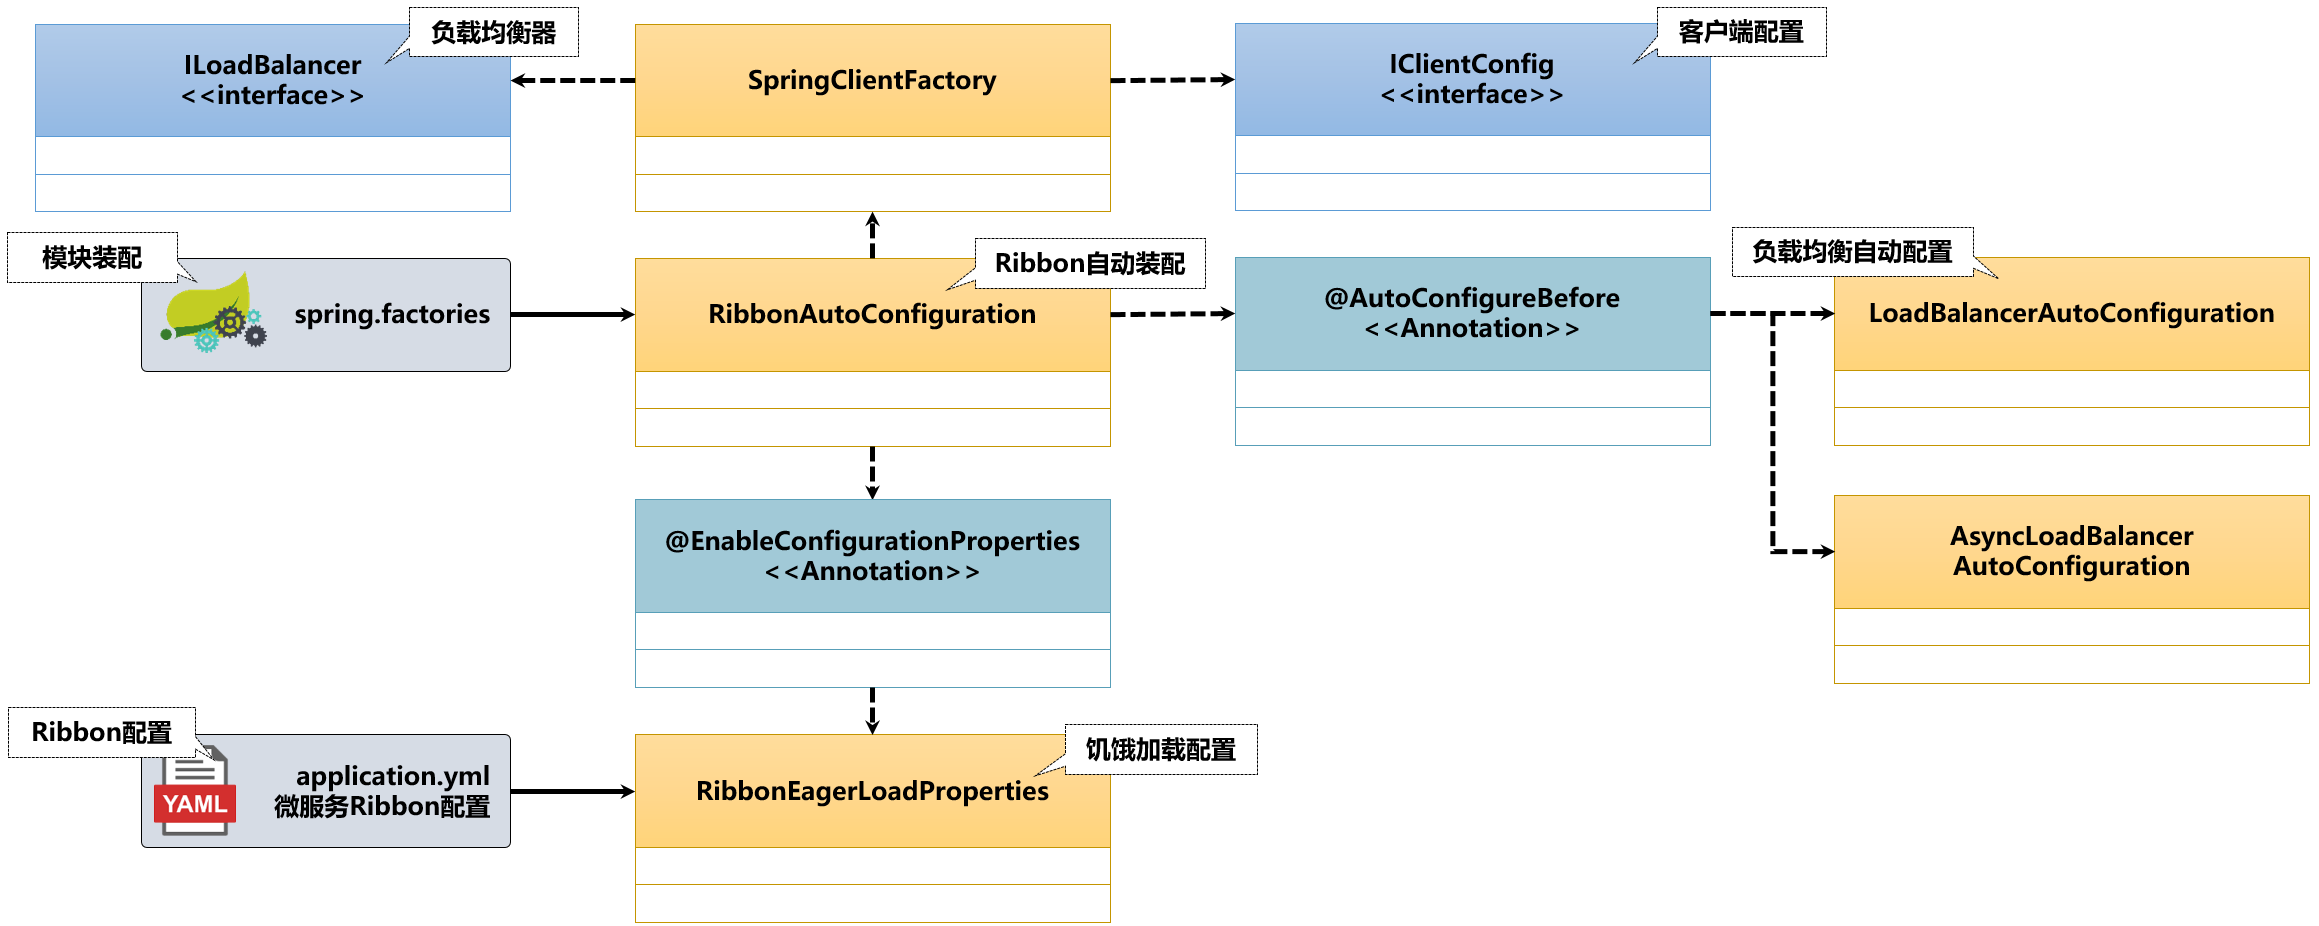 负载均衡器
ILoadBalancer
<<interface>>
SpringClientFactory
客户端配置
IClientConfig
<<interface>>
模块装配
spring.factories
Ribbon自动装配
RibbonAutoConfiguration
@AutoConfigureBefore
<<Annotation>>
负载均衡自动配置
LoadBalancerAutoConfiguration
@EnableConfigurationProperties
<<Annotation>>
AsyncLoadBalancer
AutoConfiguration
Ribbon配置
YAML
application.yml
微服务Ribbon配置
饥饿加载配置
RibbonEagerLoadProperties